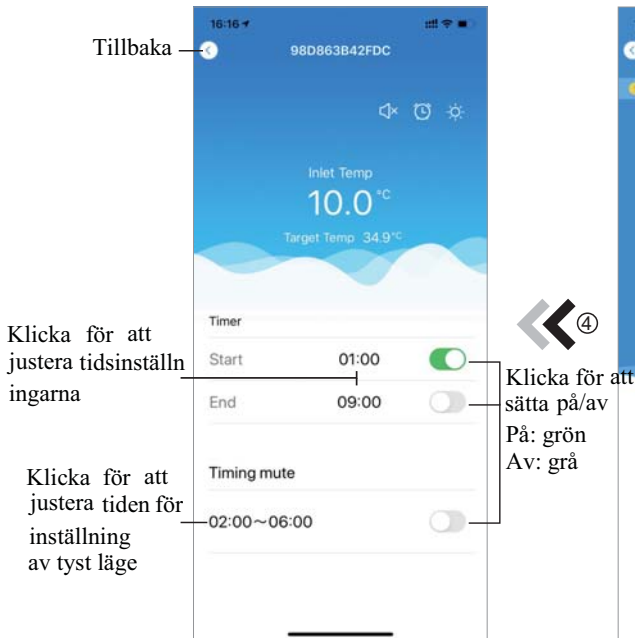 16:16
Tillbaka
98D863B42FDC
Inlet Temp
10.0°C
Target Temp 34.9°C
Timer
Start 01:00
End 09:00
Timing mute
02:00~06:00
Klicka för att
justera tidsinställn
ingarna
Klicka för att
justera tiden för
inställning
av tyst läge
④
Klicka för att
sätta på/av
På: grön
Av: grå